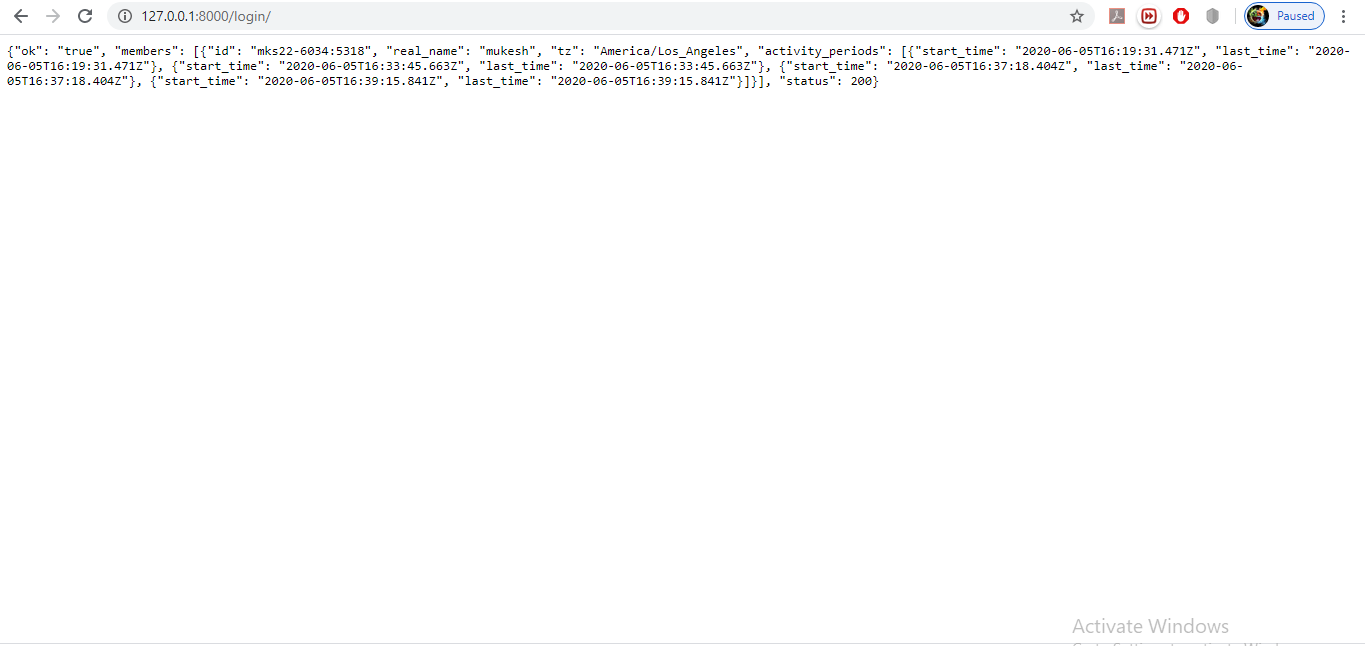 127.0.0.1:8000/login/
Paused
{"ok": "true", "members": [{"id": "mks22-6034:5318", "real_name": "mukesh", "tz": "America/Los_Angeles", "activity_periods": [{"start_time": "2020-06-05T16:19:31.471Z", "last_time": "2020-
06-05T16:19:31.471Z"}, {"start_time": "2020-06-05T16:33:45.663Z", "last_time": "2020-06-05T16:33:45.663Z"}, {"start_time": "2020-06-05T16:37:18.404Z", "last_time": "2020-06-
05T16:37:18.404Z"}, {"start_time": "2020-06-05T16:39:15.841Z", "last_time": "2020-06-05T16:39:15.841Z"}]}], "status": 200}
Activate Windows